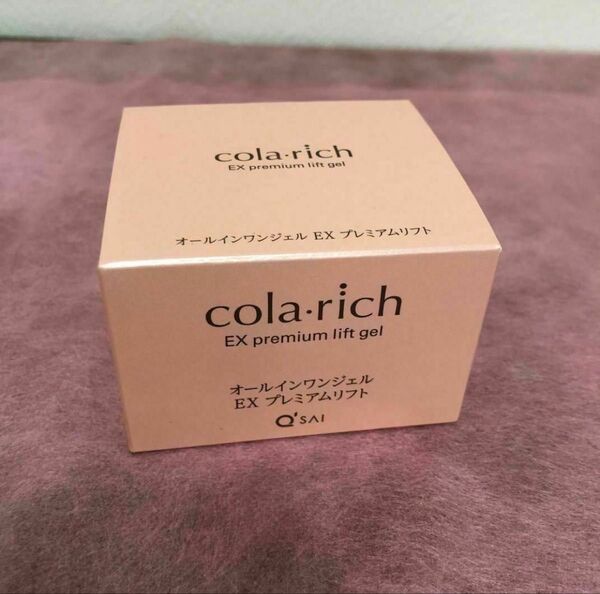 cola・rich
EX premium lift gel
オールインワンジェル EX プレミアムリフト
cola・rich
EX premium lift gel
オールインワンジェル
EX プレミアムリフト
Q'SAI